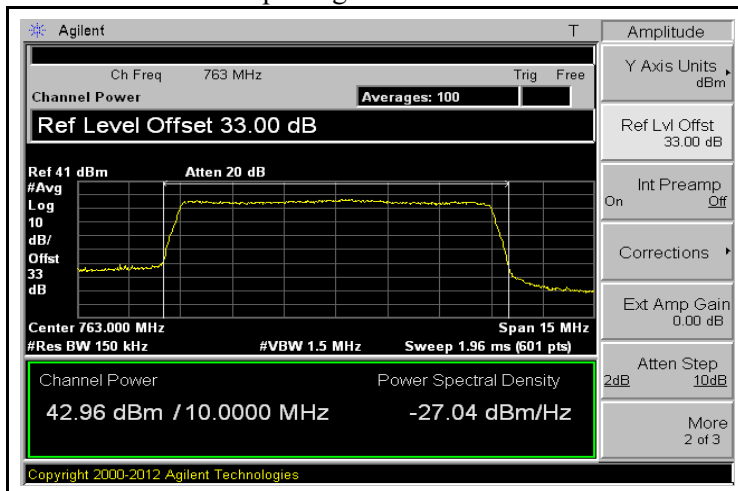 Agilent T
Ch Freq 763 MHz Trig Free
Channel Power Averages: 100
Ref Level Offset 33.00 dB
Ref 41 dBm Atten 20 dB
#Avg
Log
10
dB/
Offst
33
dB
Center 763.000 MHz Span 15 MHz
#Res BW 150 kHz #VBW 1.5 MHz Sweep 1.96 ms (601 pts)
Channel Power Power Spectral Density
42.96 dBm / 10.0000 MHz -27.04 dBm/Hz
Copyright 2000-2012 Agilent Technologies
Amplitude
Y Axis Units
dBm
Ref Lvl Offst
33.00 dB
Int Preamp
On Off
Corrections
Ext Amp Gain
0.00 dB
Atten Step
2dB 10dB
More
2 of 3